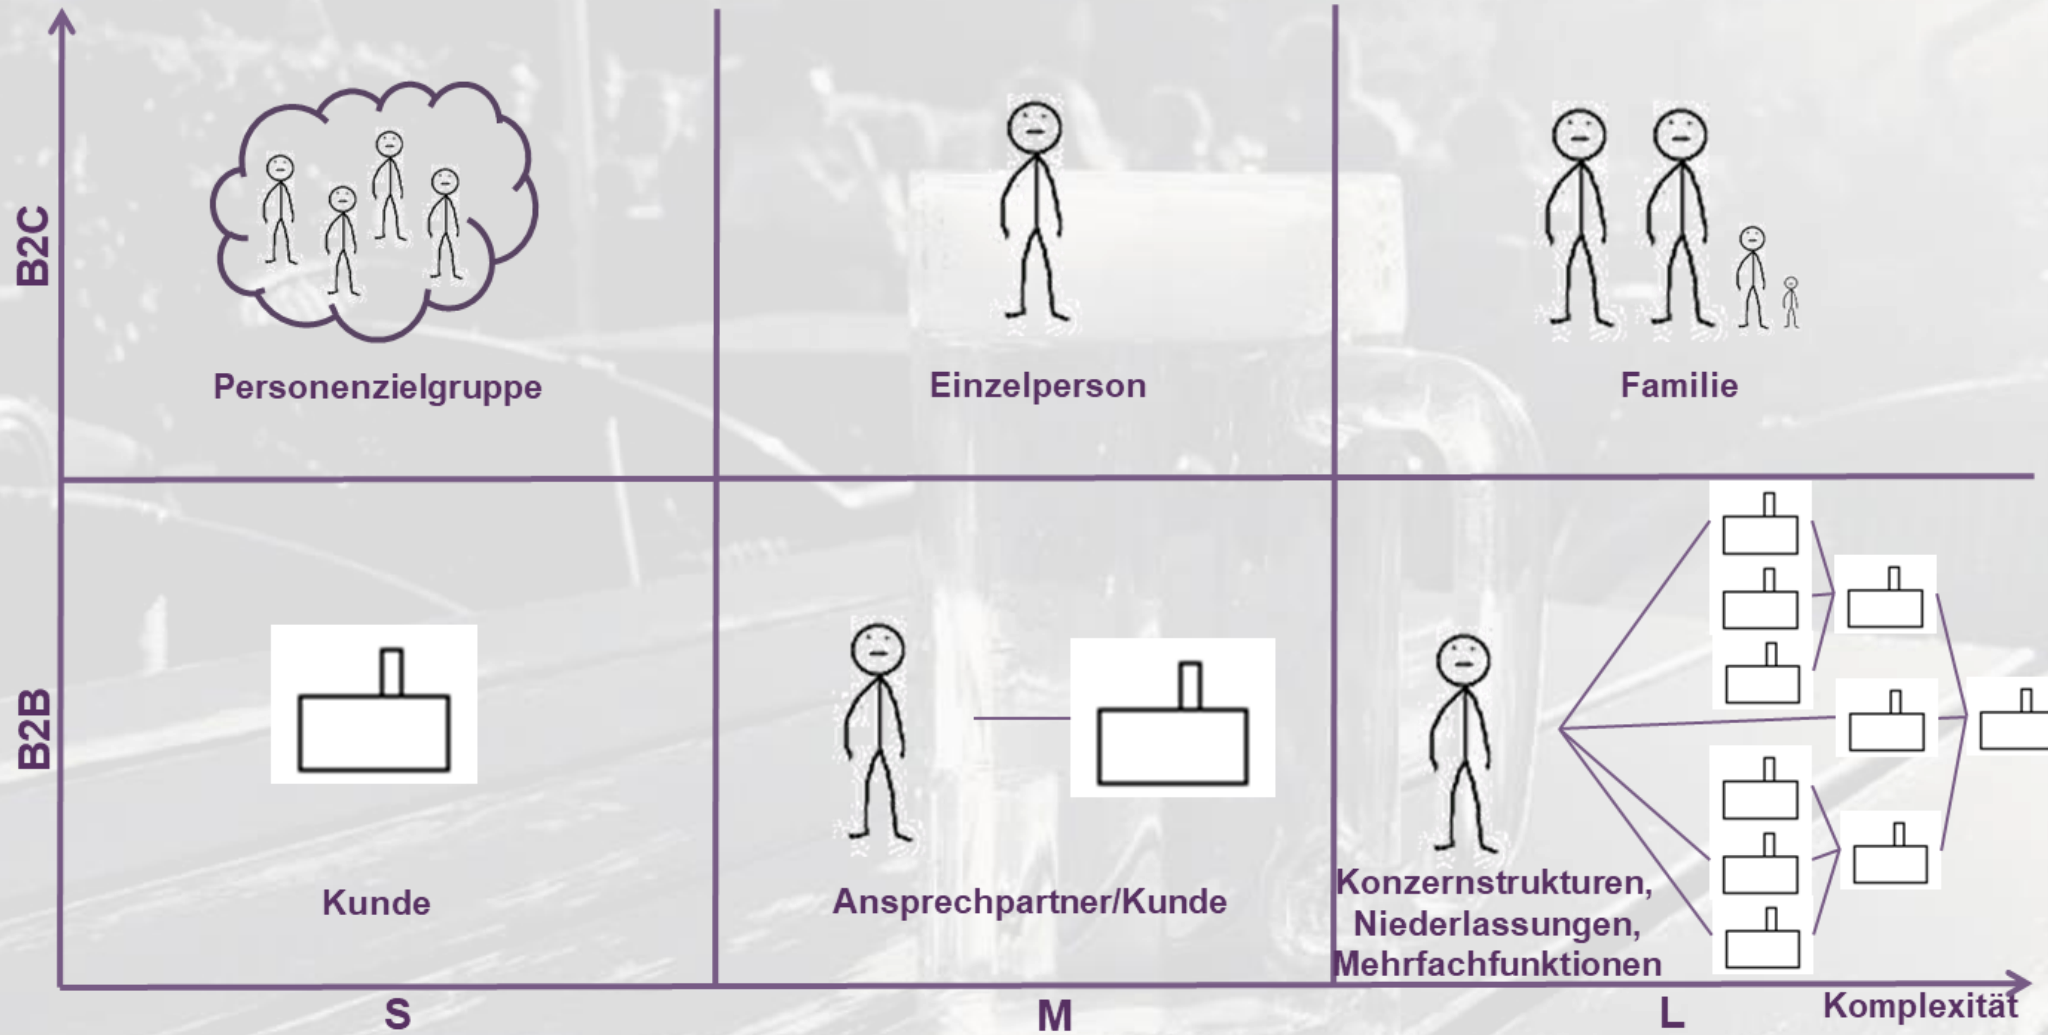 B2C
Personenzielgruppe
Einzelperson
Familie
B2B
Kunde
Ansprechpartner/Kunde
Konzernstrukturen,
Niederlassungen,
Mehrfachfunktionen
S
M
L
Komplexität